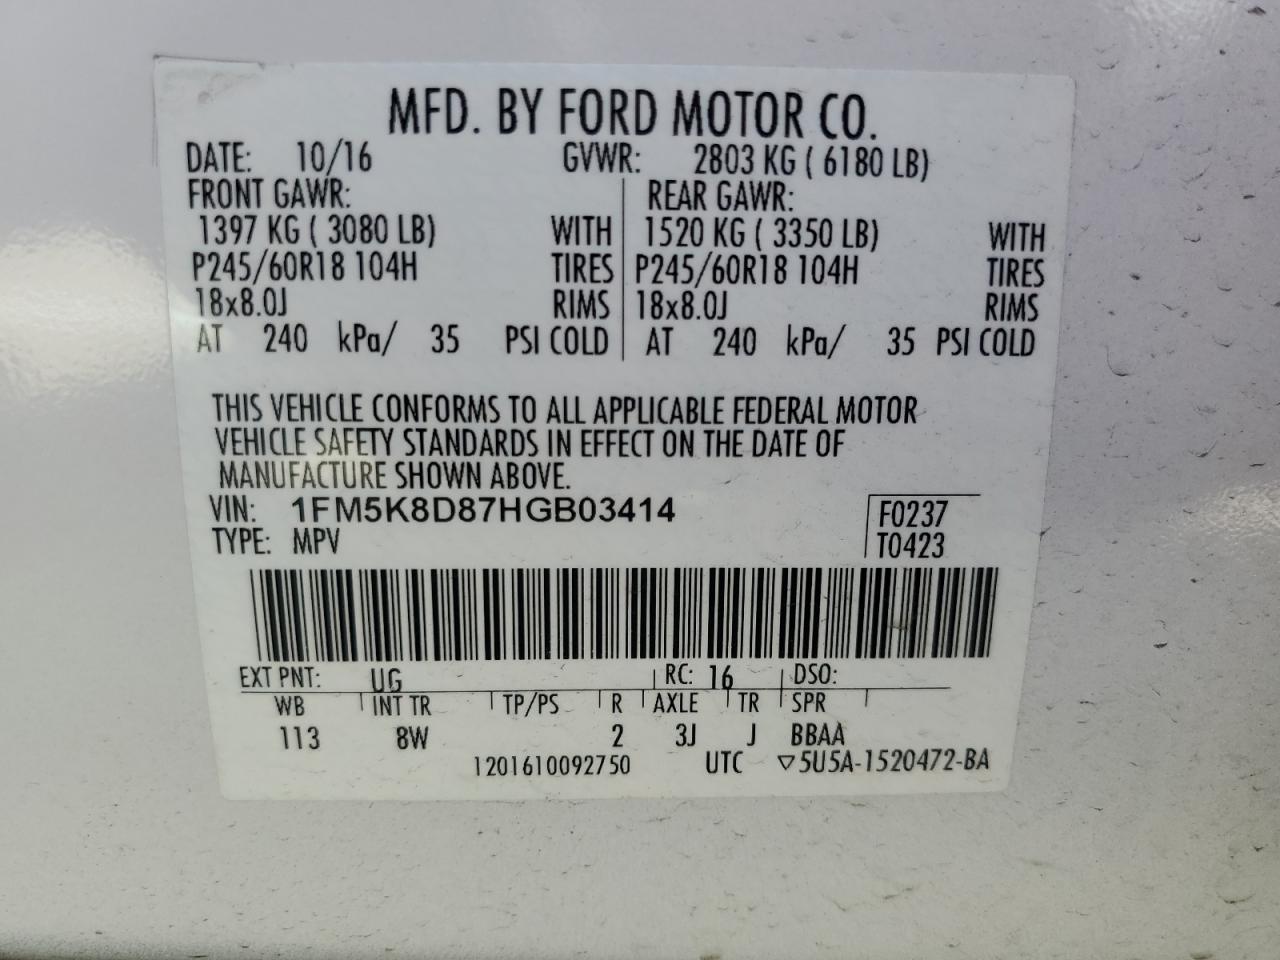 MFD. BY FORD MOTOR CO.
DATE: 10/16 GVWR: 2803 KG ( 6180 LB)
FRONT GAWR: REAR GAWR:
1397 KG ( 3080 LB) WITH 1520 KG ( 3350 LB) WITH
P245/60R18 104H TIRES P245/60R18 104H TIRES
18x8.0J RIMS 18x8.0J RIMS
AT 240 kPa/ 35 PSI COLD AT 240 kPa/ 35 PSI COLD
THIS VEHICLE CONFORMS TO ALL APPLICABLE FEDERAL MOTOR
VEHICLE SAFETY STANDARDS IN EFFECT ON THE DATE OF
MANUFACTURE SHOWN ABOVE.
VIN: 1FM5K8D87HGB03414 F0237
TYPE: MPV T0423
EXT PNT: UG RC: 16 DSO:
WB INT TR TP/PS R AXLE TR SPR
113 8W 2 3J J BBAA
1201610092750 UTC ▽5U5A-1520472-BA